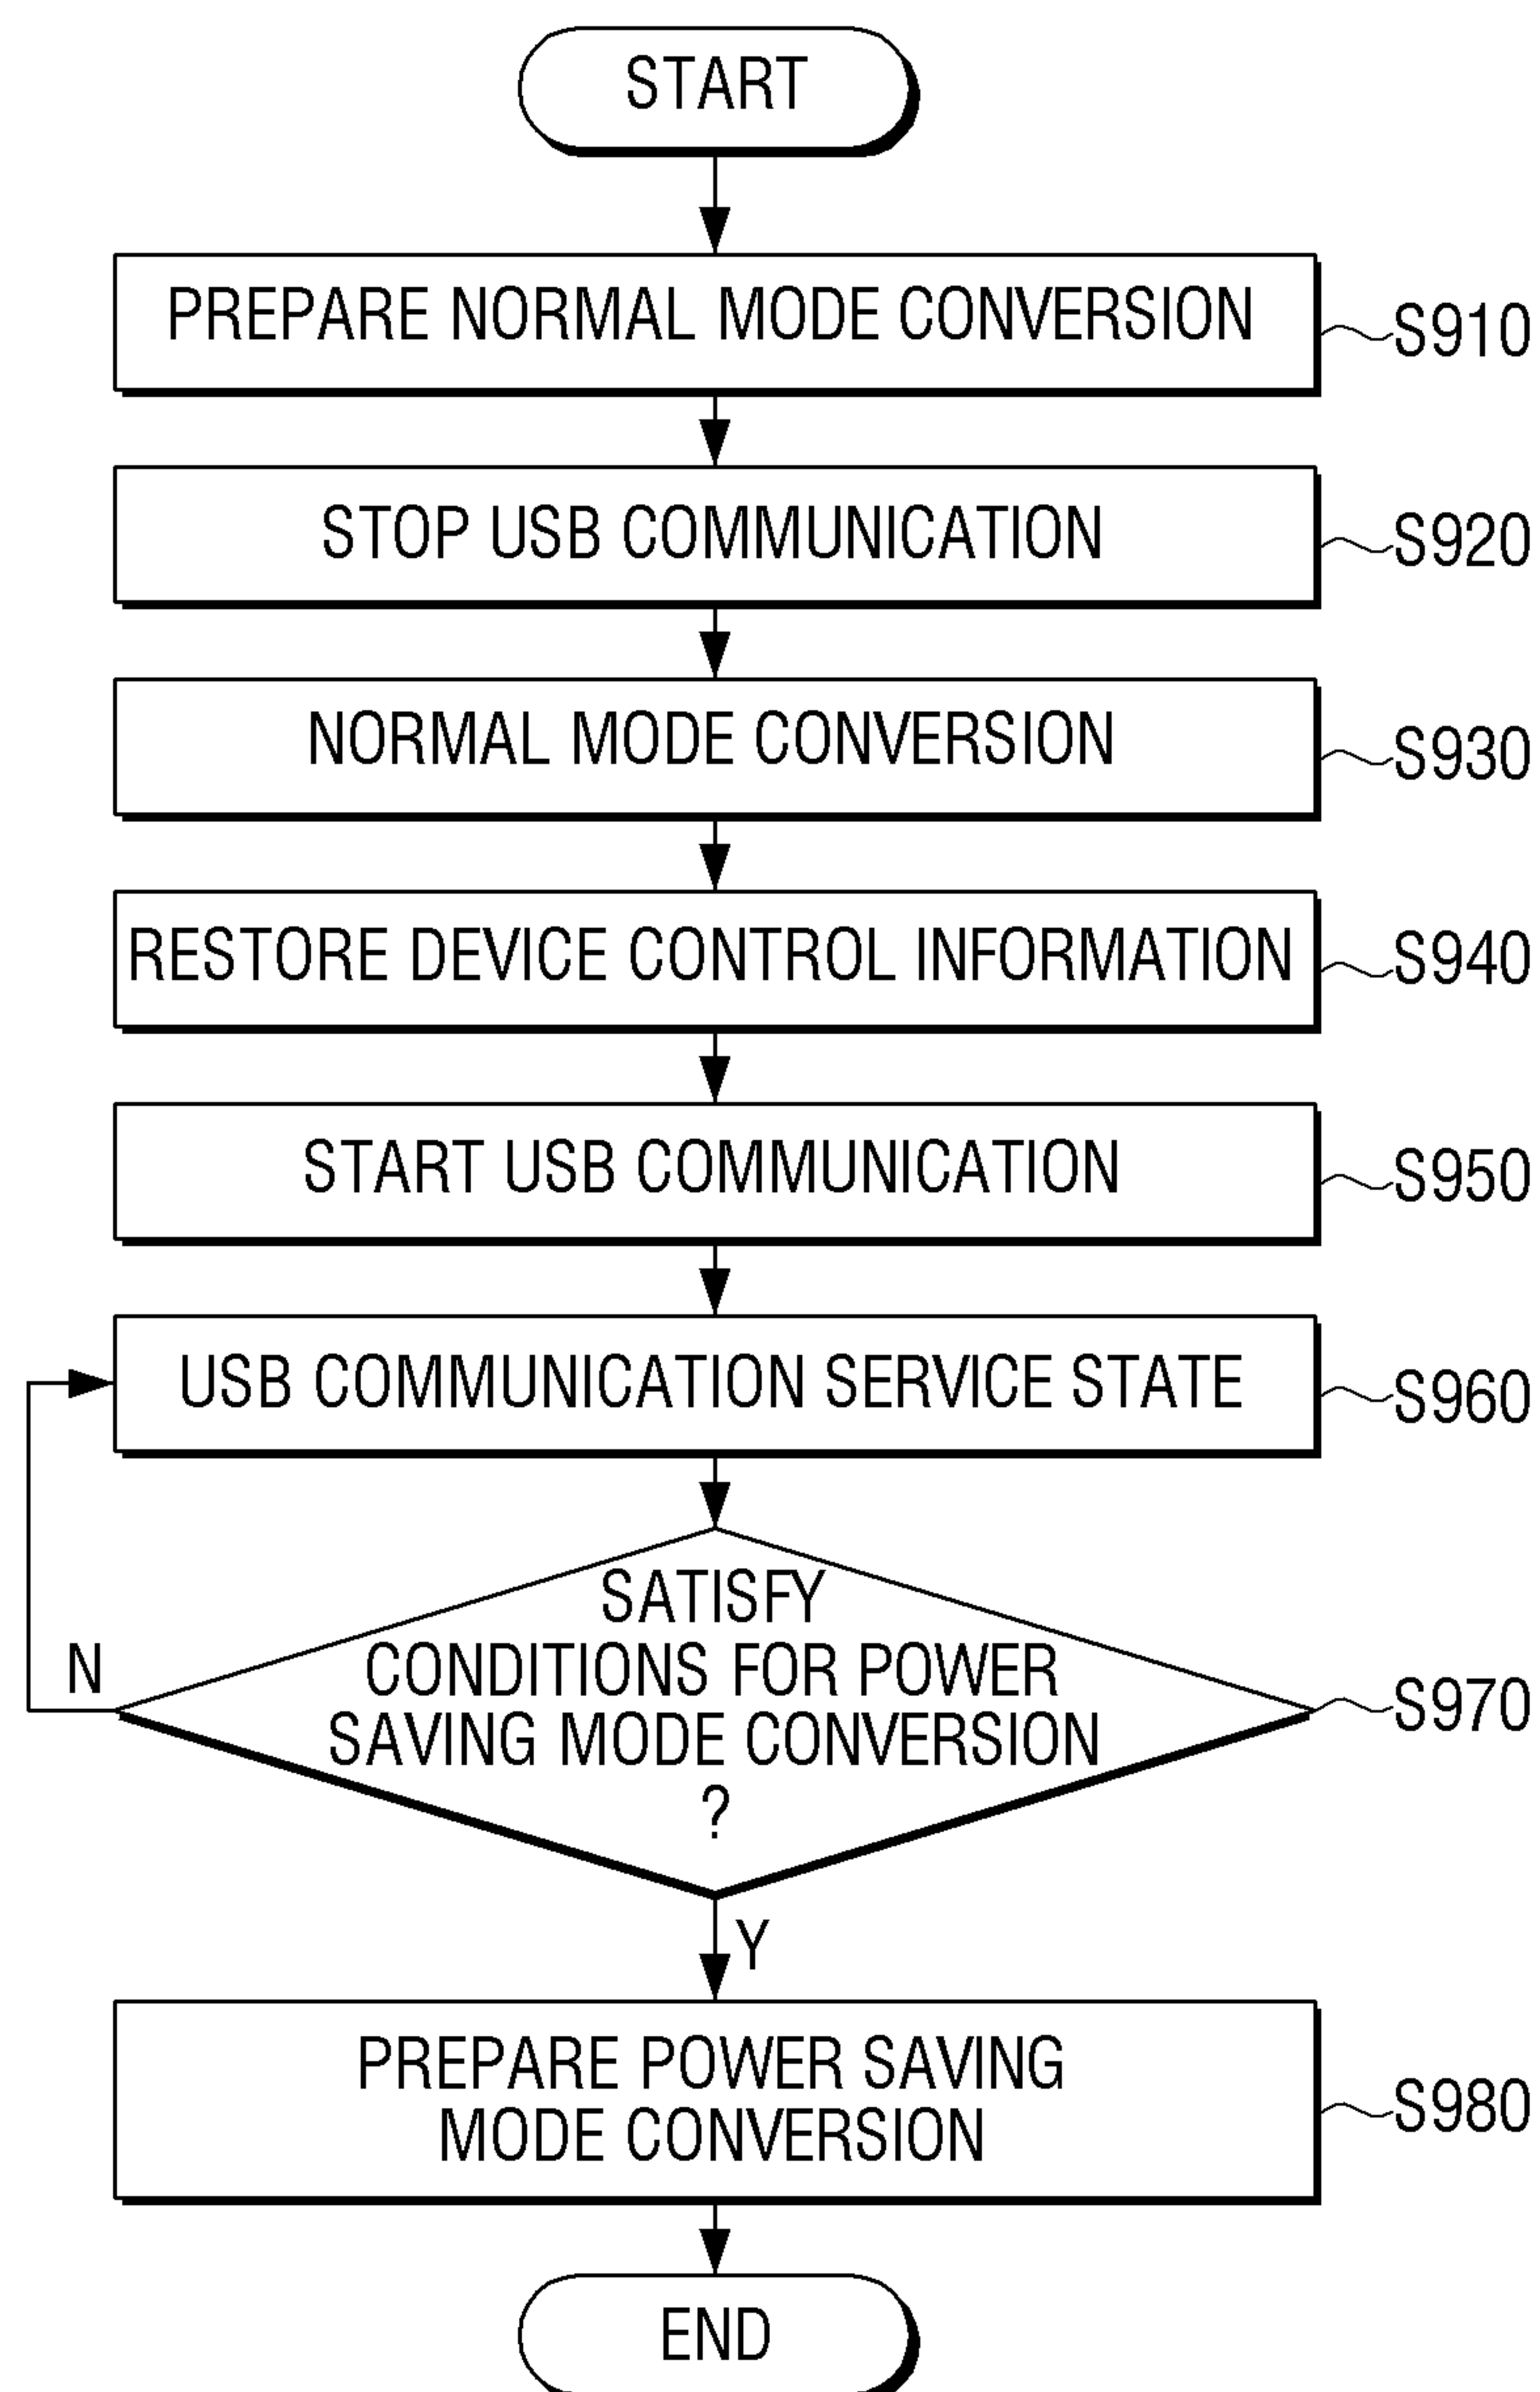 START
PREPARE NORMAL MODE CONVERSION
S910
STOP USB COMMUNICATION
S920
NORMAL MODE CONVERSION
S930
RESTORE DEVICE CONTROL INFORMATION
S940
START USB COMMUNICATION
S950
USB COMMUNICATION SERVICE STATE
S960
SATISFY
CONDITIONS FOR POWER
SAVING MODE CONVERSION
?
N
S970
Y
PREPARE POWER SAVING
MODE CONVERSION
S980
END